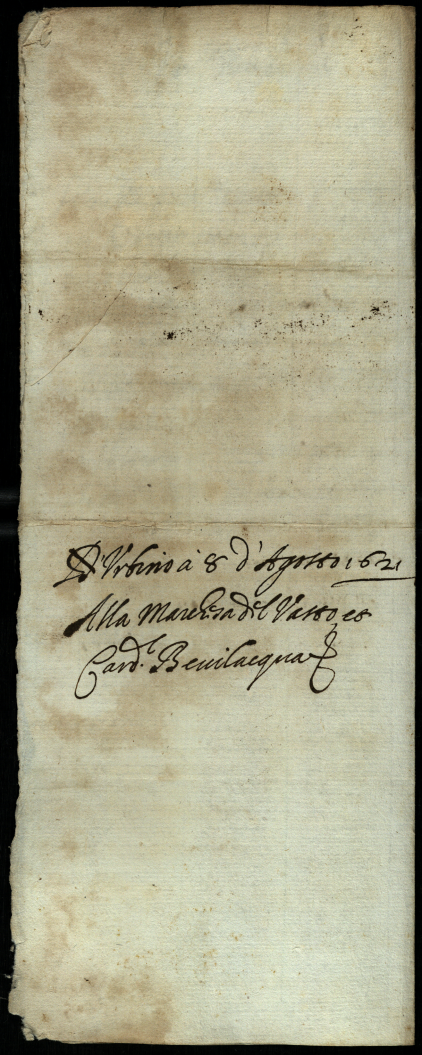 D'Urbino à 8 d'Agosto 1621
Alla Marchesa del Vasto, et
Card.l Bevilacqua